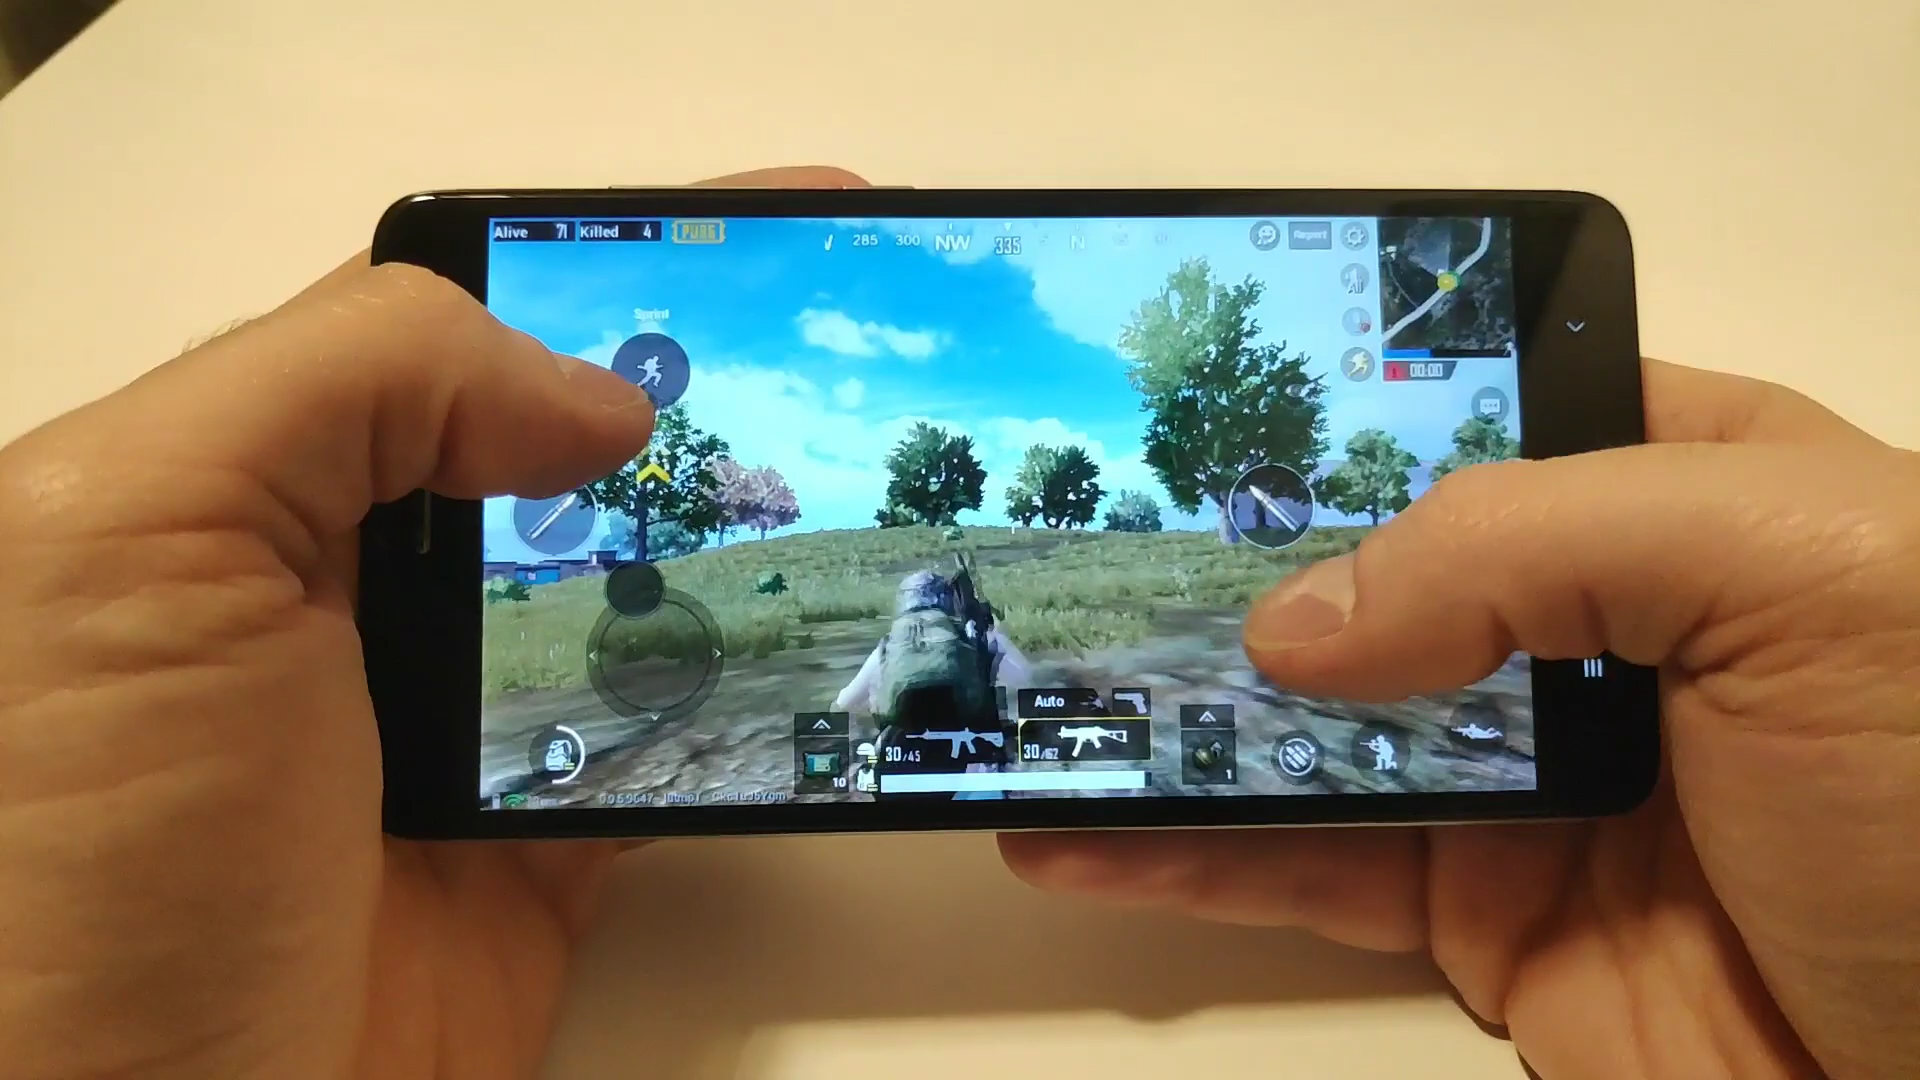 Alive 71 Killed 4 PUBG
285 300 NW 335 N
Report
Sprint
All
00:00
Auto
30/45
30/62
10
1